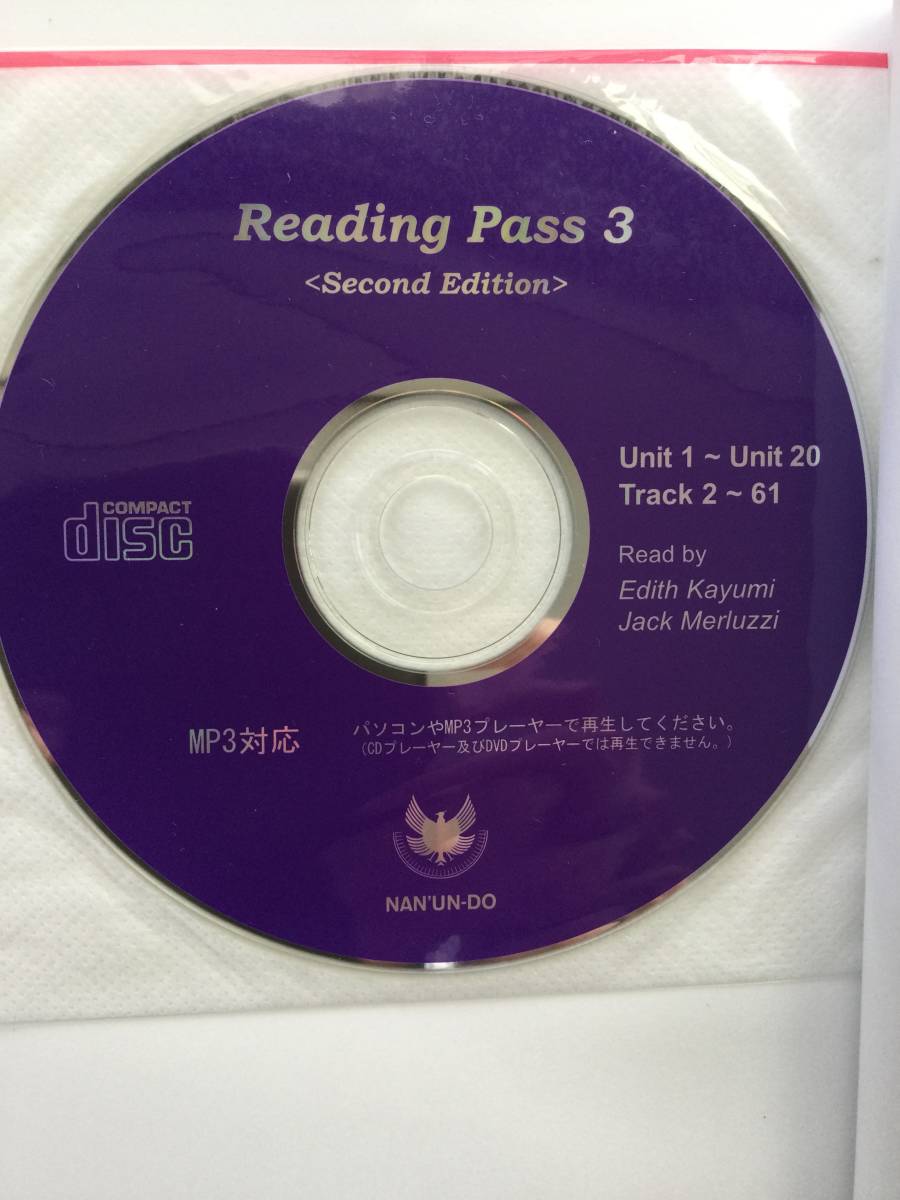 Reading Pass 3
<Second Edition>
Unit 1 ~ Unit 20
Track 2 ~ 61
COMPACT
disc
Read by
Edith Kayumi
Jack Merluzzi
MP3対応
パソコンやMP3プレーヤーで再生してください。
(CDプレーヤー及びDVDプレーヤーでは再生できません。)
NAN'UN-DO